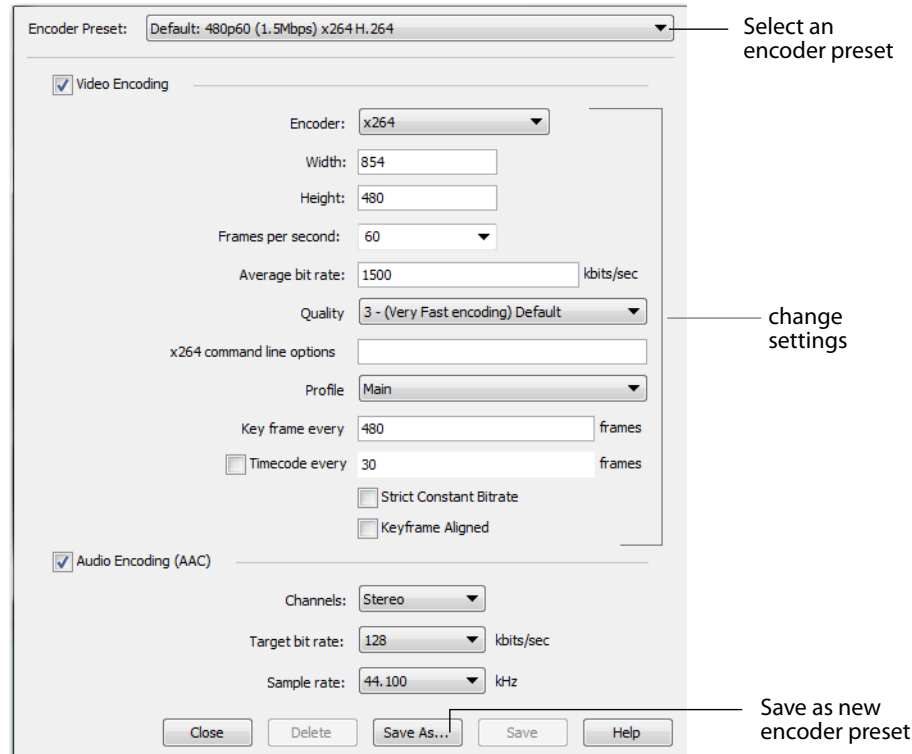 Encoder Preset: Default: 480p60 (1.5Mbps) x264 H.264
Select an
encoder preset
Video Encoding
Encoder: x264
Width: 854
Height: 480
Frames per second: 60
Average bit rate: 1500 kbits/sec
Quality 3 - (Very Fast encoding) Default
change
settings
x264 command line options
Profile Main
Key frame every 480 frames
Timecode every 30 frames
Strict Constant Bitrate
Keyframe Aligned
Audio Encoding (AAC)
Channels: Stereo
Target bit rate: 128 kbits/sec
Sample rate: 44.100 kHz
Close Delete Save As... Save Help
Save as new
encoder preset